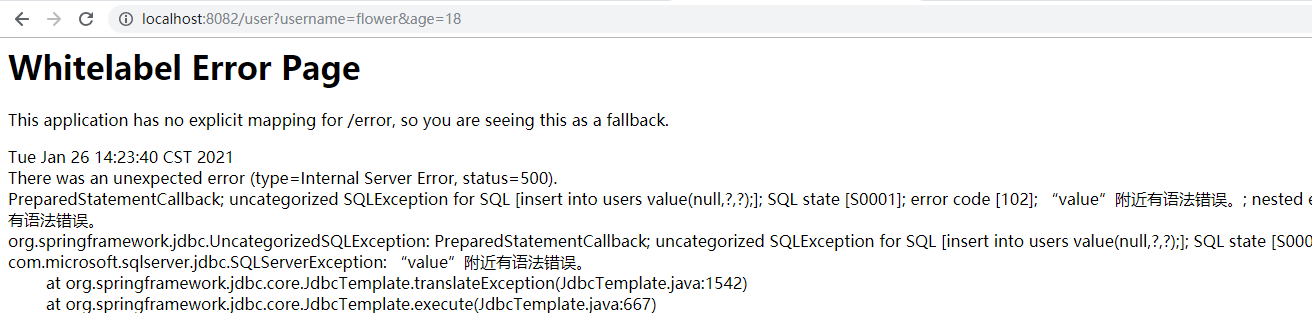 localhost:8082/user?username=flower&age=18
Whitelabel Error Page
This application has no explicit mapping for /error, so you are seeing this as a fallback.
Tue Jan 26 14:23:40 CST 2021
There was an unexpected error (type=Internal Server Error, status=500).
PreparedStatementCallback; uncategorized SQLException for SQL [insert into users value(null,?,?);]; SQL state [S0001]; error code [102]; “value”附近有语法错误。; nested e
有语法错误。
org.springframework.jdbc.UncategorizedSQLException: PreparedStatementCallback; uncategorized SQLException for SQL [insert into users value(null,?,?);]; SQL state [S000
com.microsoft.sqlserver.jdbc.SQLServerException: “value”附近有语法错误。
at org.springframework.jdbc.core.JdbcTemplate.translateException(JdbcTemplate.java:1542)
at org.springframework.jdbc.core.JdbcTemplate.execute(JdbcTemplate.java:667)